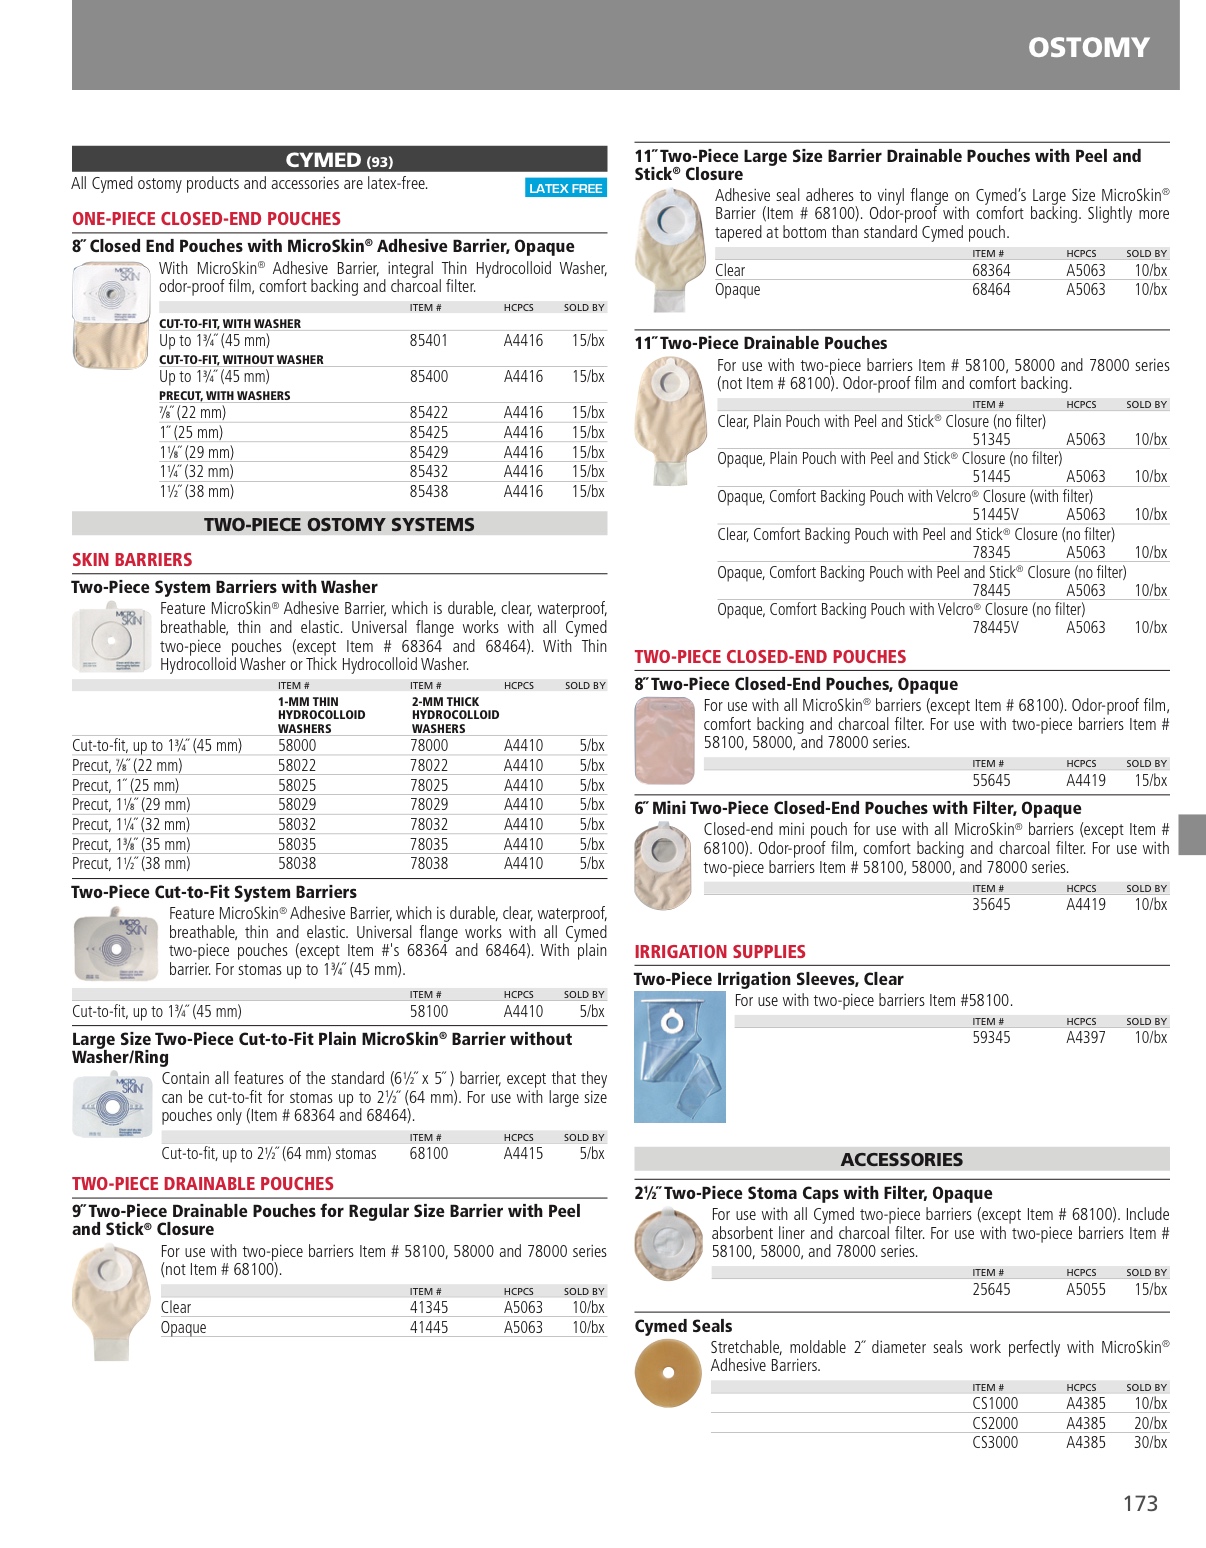 OSTOMY
CYMED (93)
All Cymed ostomy products and accessories are latex-free.
LATEX FREE
ONE-PIECE CLOSED-END POUCHES
8˝ Closed End Pouches with MicroSkin® Adhesive Barrier, Opaque
With MicroSkin® Adhesive Barrier, integral Thin Hydrocolloid Washer,
odor-proof film, comfort backing and charcoal filter.
ITEM # HCPCS SOLD BY
CUT-TO-FIT, WITH WASHER
Up to 1¾˝ (45 mm) 85401 A4416 15/bx
CUT-TO-FIT, WITHOUT WASHER
Up to 1¾˝ (45 mm) 85400 A4416 15/bx
PRECUT, WITH WASHERS
⅞˝ (22 mm) 85422 A4416 15/bx
1˝ (25 mm) 85425 A4416 15/bx
1⅛˝ (29 mm) 85429 A4416 15/bx
1¼˝ (32 mm) 85432 A4416 15/bx
1½˝ (38 mm) 85438 A4416 15/bx
TWO-PIECE OSTOMY SYSTEMS
SKIN BARRIERS
Two-Piece System Barriers with Washer
MICRO SKIN
Feature MicroSkin® Adhesive Barrier, which is durable, clear, waterproof,
breathable, thin and elastic. Universal flange works with all Cymed
two-piece pouches (except Item # 68364 and 68464). With Thin
Hydrocolloid Washer or Thick Hydrocolloid Washer.
ITEM # ITEM # HCPCS SOLD BY
1-MM THIN 2-MM THICK
HYDROCOLLOID HYDROCOLLOID
WASHERS WASHERS
Cut-to-fit, up to 1¾˝ (45 mm) 58000 78000 A4410 5/bx
Precut, ⅞˝ (22 mm) 58022 78022 A4410 5/bx
Precut, 1˝ (25 mm) 58025 78025 A4410 5/bx
Precut, 1⅛˝ (29 mm) 58029 78029 A4410 5/bx
Precut, 1¼˝ (32 mm) 58032 78032 A4410 5/bx
Precut, 1⅜˝ (35 mm) 58035 78035 A4410 5/bx
Precut, 1½˝ (38 mm) 58038 78038 A4410 5/bx
Two-Piece Cut-to-Fit System Barriers
MICRO SKIN
Feature MicroSkin® Adhesive Barrier, which is durable, clear, waterproof,
breathable, thin and elastic. Universal flange works with all Cymed
two-piece pouches (except Item #'s 68364 and 68464). With plain
barrier. For stomas up to 1¾˝ (45 mm).
ITEM # HCPCS SOLD BY
Cut-to-fit, up to 1¾˝ (45 mm) 58100 A4410 5/bx
Large Size Two-Piece Cut-to-Fit Plain MicroSkin® Barrier without
Washer/Ring
MICRO SKIN
Contain all features of the standard (6½˝ x 5˝ ) barrier, except that they
can be cut-to-fit for stomas up to 2½˝ (64 mm). For use with large size
pouches only (Item # 68364 and 68464).
ITEM # HCPCS SOLD BY
Cut-to-fit, up to 2½˝ (64 mm) stomas 68100 A4415 5/bx
TWO-PIECE DRAINABLE POUCHES
9˝ Two-Piece Drainable Pouches for Regular Size Barrier with Peel
and Stick® Closure
For use with two-piece barriers Item # 58100, 58000 and 78000 series
(not Item # 68100).
ITEM # HCPCS SOLD BY
Clear 41345 A5063 10/bx
Opaque 41445 A5063 10/bx
11˝ Two-Piece Large Size Barrier Drainable Pouches with Peel and
Stick® Closure
Adhesive seal adheres to vinyl flange on Cymed's Large Size MicroSkin®
Barrier (Item # 68100). Odor-proof with comfort backing. Slightly more
tapered at bottom than standard Cymed pouch.
ITEM # HCPCS SOLD BY
Clear 68364 A5063 10/bx
Opaque 68464 A5063 10/bx
11˝ Two-Piece Drainable Pouches
For use with two-piece barriers Item # 58100, 58000 and 78000 series
(not Item # 68100). Odor-proof film and comfort backing.
ITEM # HCPCS SOLD BY
Clear, Plain Pouch with Peel and Stick® Closure (no filter)
51345 A5063 10/bx
Opaque, Plain Pouch with Peel and Stick® Closure (no filter)
51445 A5063 10/bx
Opaque, Comfort Backing Pouch with Velcro® Closure (with filter)
51445V A5063 10/bx
Clear, Comfort Backing Pouch with Peel and Stick® Closure (no filter)
78345 A5063 10/bx
Opaque, Comfort Backing Pouch with Peel and Stick® Closure (no filter)
78445 A5063 10/bx
Opaque, Comfort Backing Pouch with Velcro® Closure (no filter)
78445V A5063 10/bx
TWO-PIECE CLOSED-END POUCHES
8˝ Two-Piece Closed-End Pouches, Opaque
For use with all MicroSkin® barriers (except Item # 68100). Odor-proof film,
comfort backing and charcoal filter. For use with two-piece barriers Item #
58100, 58000, and 78000 series.
ITEM # HCPCS SOLD BY
55645 A4419 15/bx
6˝ Mini Two-Piece Closed-End Pouches with Filter, Opaque
Closed-end mini pouch for use with all MicroSkin® barriers (except Item #
68100). Odor-proof film, comfort backing and charcoal filter. For use with
two-piece barriers Item # 58100, 58000, and 78000 series.
ITEM # HCPCS SOLD BY
35645 A4419 10/bx
IRRIGATION SUPPLIES
Two-Piece Irrigation Sleeves, Clear
For use with two-piece barriers Item #58100.
ITEM # HCPCS SOLD BY
59345 A4397 10/bx
ACCESSORIES
2½˝ Two-Piece Stoma Caps with Filter, Opaque
For use with all Cymed two-piece barriers (except Item # 68100). Include
absorbent liner and charcoal filter. For use with two-piece barriers Item #
58100, 58000, and 78000 series.
ITEM # HCPCS SOLD BY
25645 A5055 15/bx
Cymed Seals
Stretchable, moldable 2˝ diameter seals work perfectly with MicroSkin®
Adhesive Barriers.
ITEM # HCPCS SOLD BY
CS1000 A4385 10/bx
CS2000 A4385 20/bx
CS3000 A4385 30/bx
173